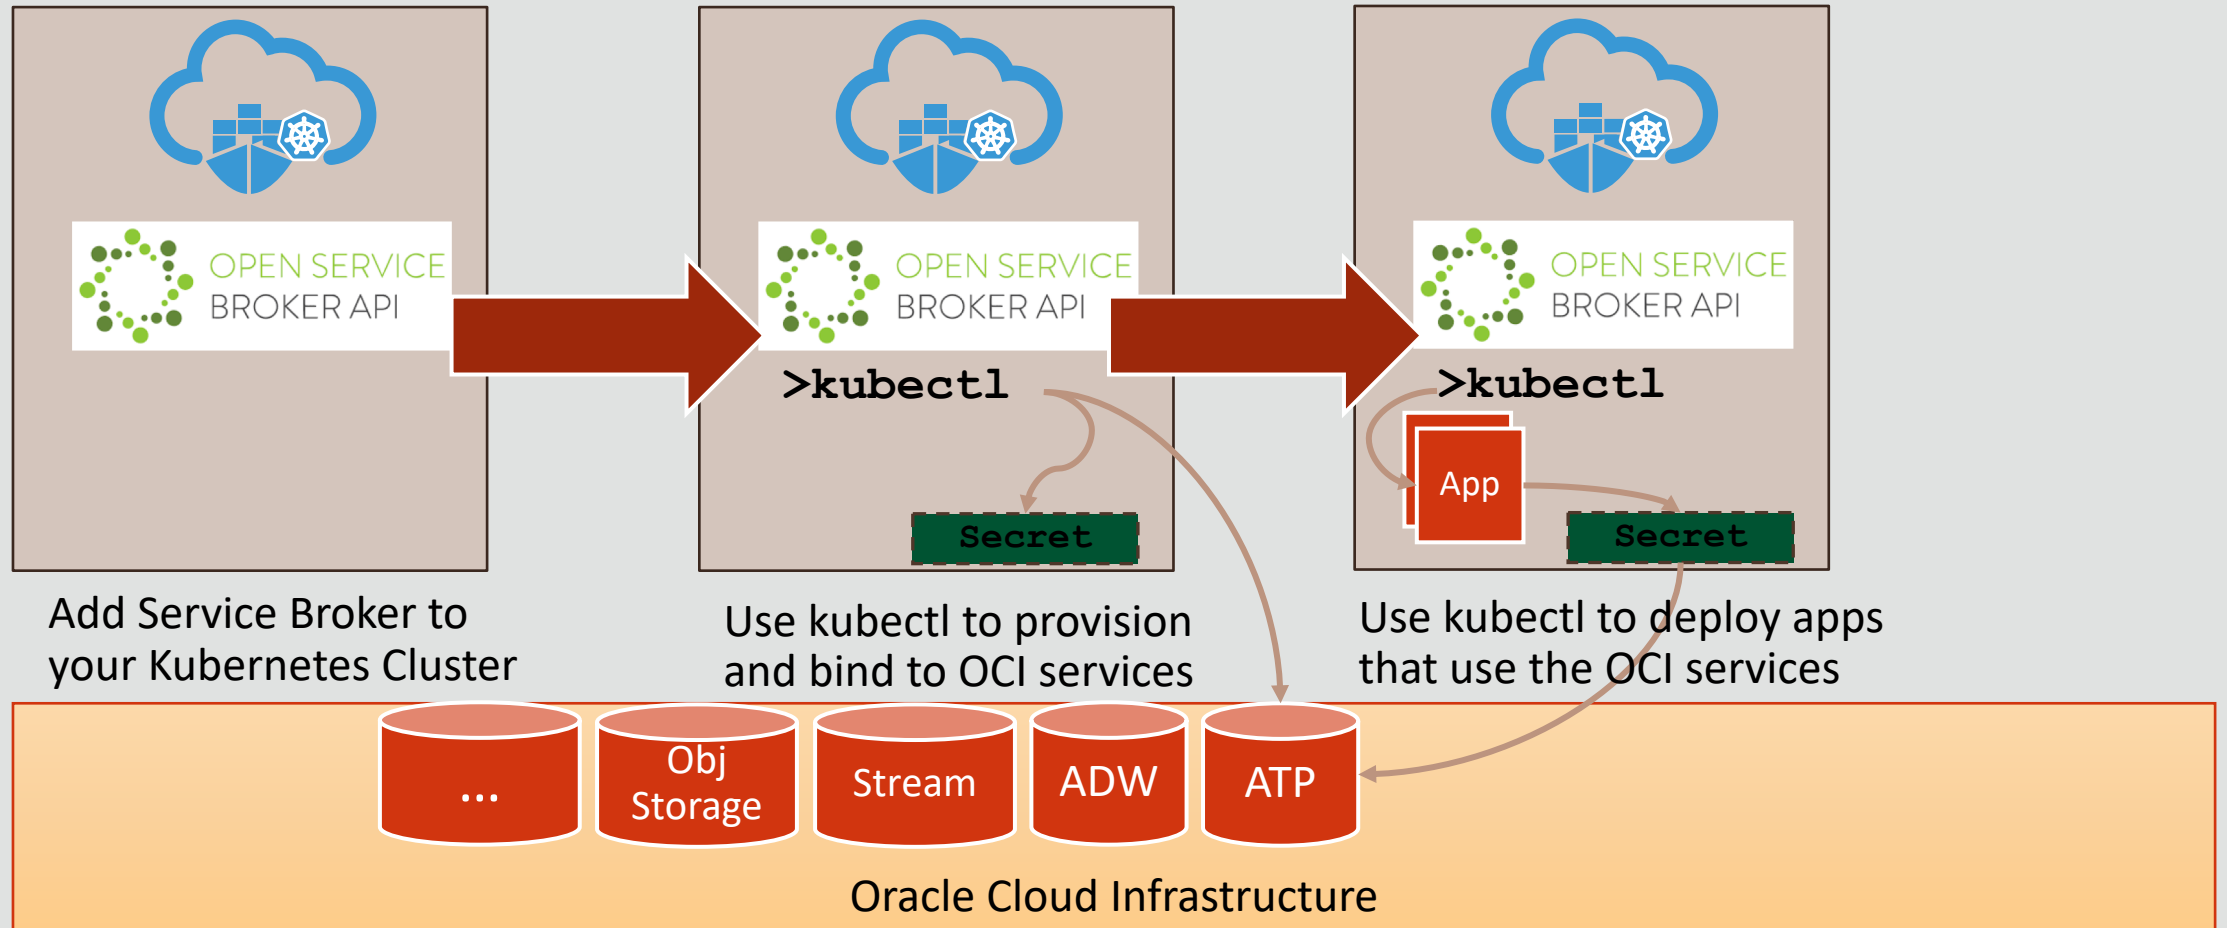 OPEN SERVICE
BROKER API
Add Service Broker to
your Kubernetes Cluster
OPEN SERVICE
BROKER API
>kubectl
Secret
Use kubectl to provision
and bind to OCI services
OPEN SERVICE
BROKER API
>kubectl
App
Secret
Use kubectl to deploy apps
that use the OCI services
...
Obj
Storage
Stream
ADW
ATP
Oracle Cloud Infrastructure